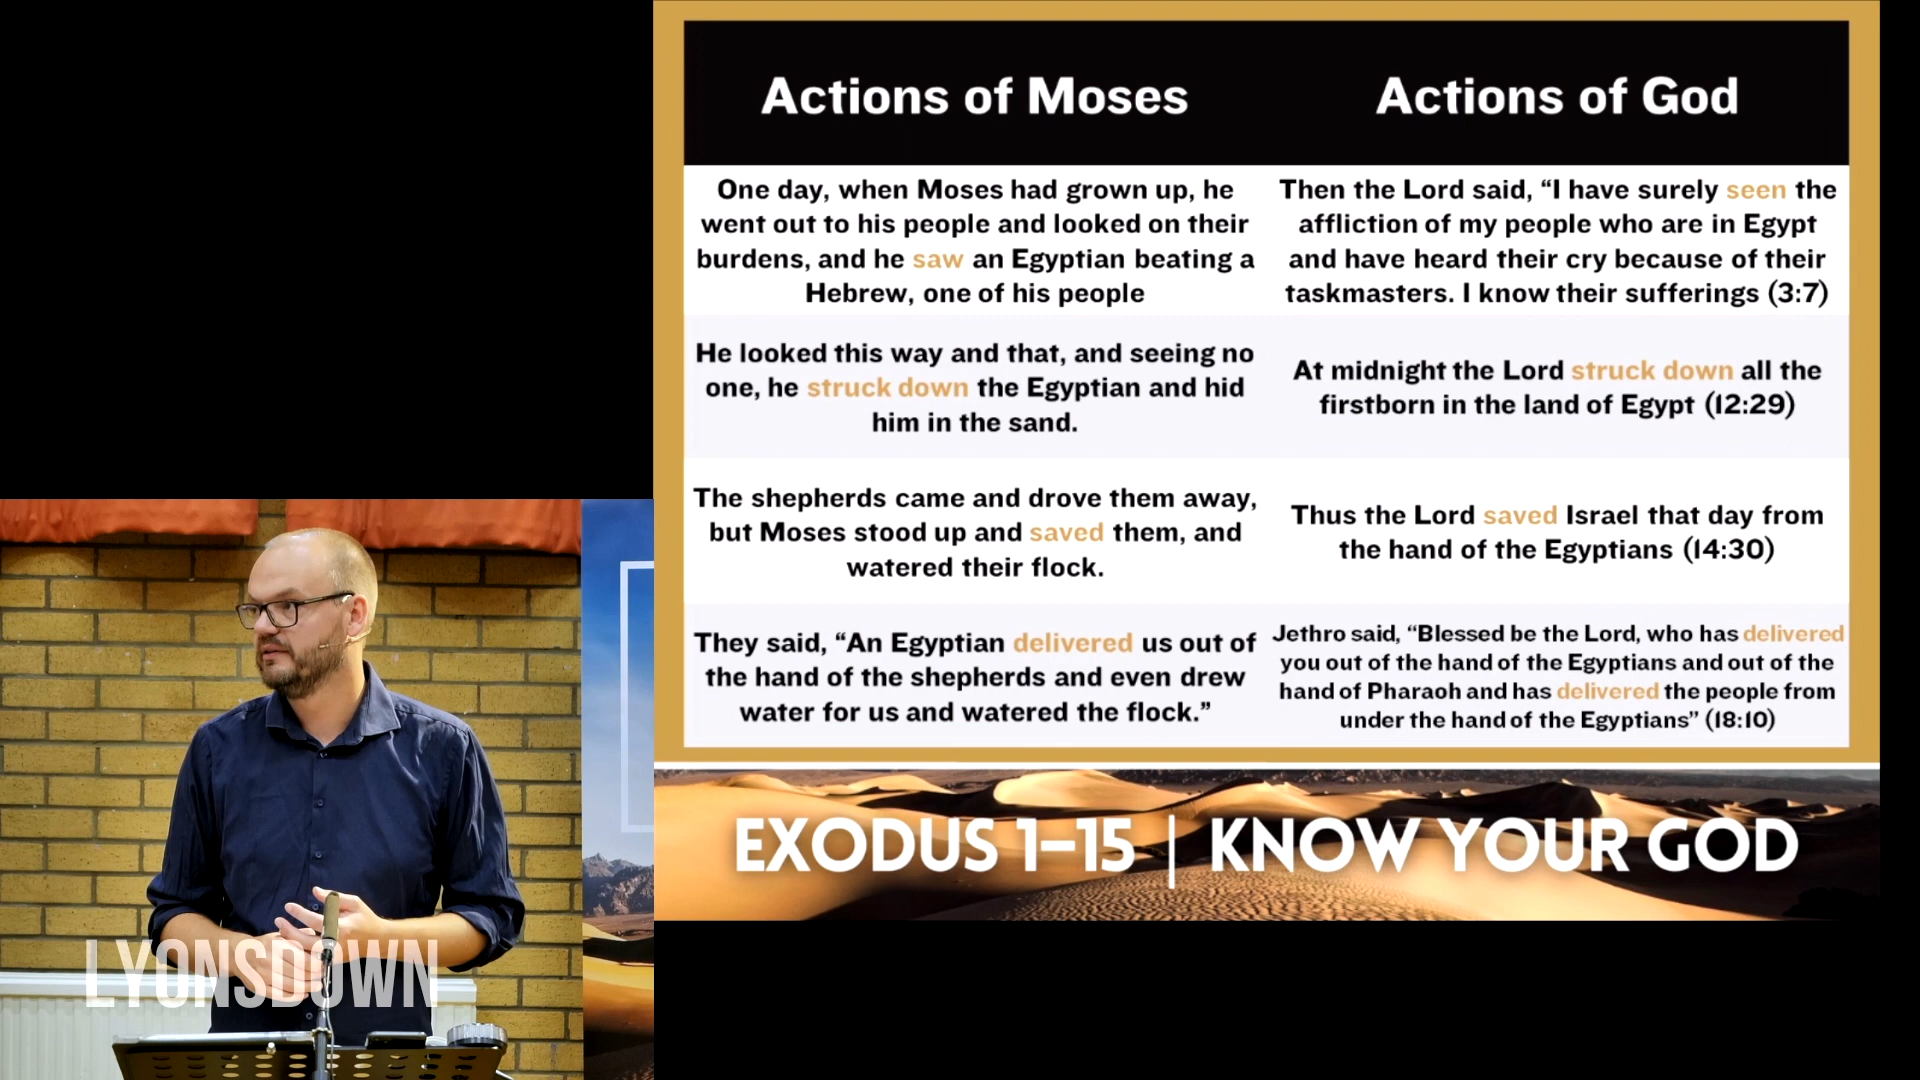 Actions of Moses
Actions of God
One day, when Moses had grown up, he
went out to his people and looked on their
burdens, and he saw an Egyptian beating a
Hebrew, one of his people
Then the Lord said, “I have surely seen the
affliction of my people who are in Egypt
and have heard their cry because of their
taskmasters. I know their sufferings (3:7)
He looked this way and that, and seeing no
one, he struck down the Egyptian and hid
him in the sand.
At midnight the Lord struck down all the
firstborn in the land of Egypt (12:29)
The shepherds came and drove them away,
but Moses stood up and saved them, and
watered their flock.
Thus the Lord saved Israel that day from
the hand of the Egyptians (14:30)
They said, “An Egyptian delivered us out of
the hand of the shepherds and even drew
water for us and watered the flock.”
Jethro said, “Blessed be the Lord, who has delivered
you out of the hand of the Egyptians and out of the
hand of Pharaoh and has delivered the people from
under the hand of the Egyptians” (18:10)
EXODUS 1–15 | KNOW YOUR GOD
LYONSDOWN